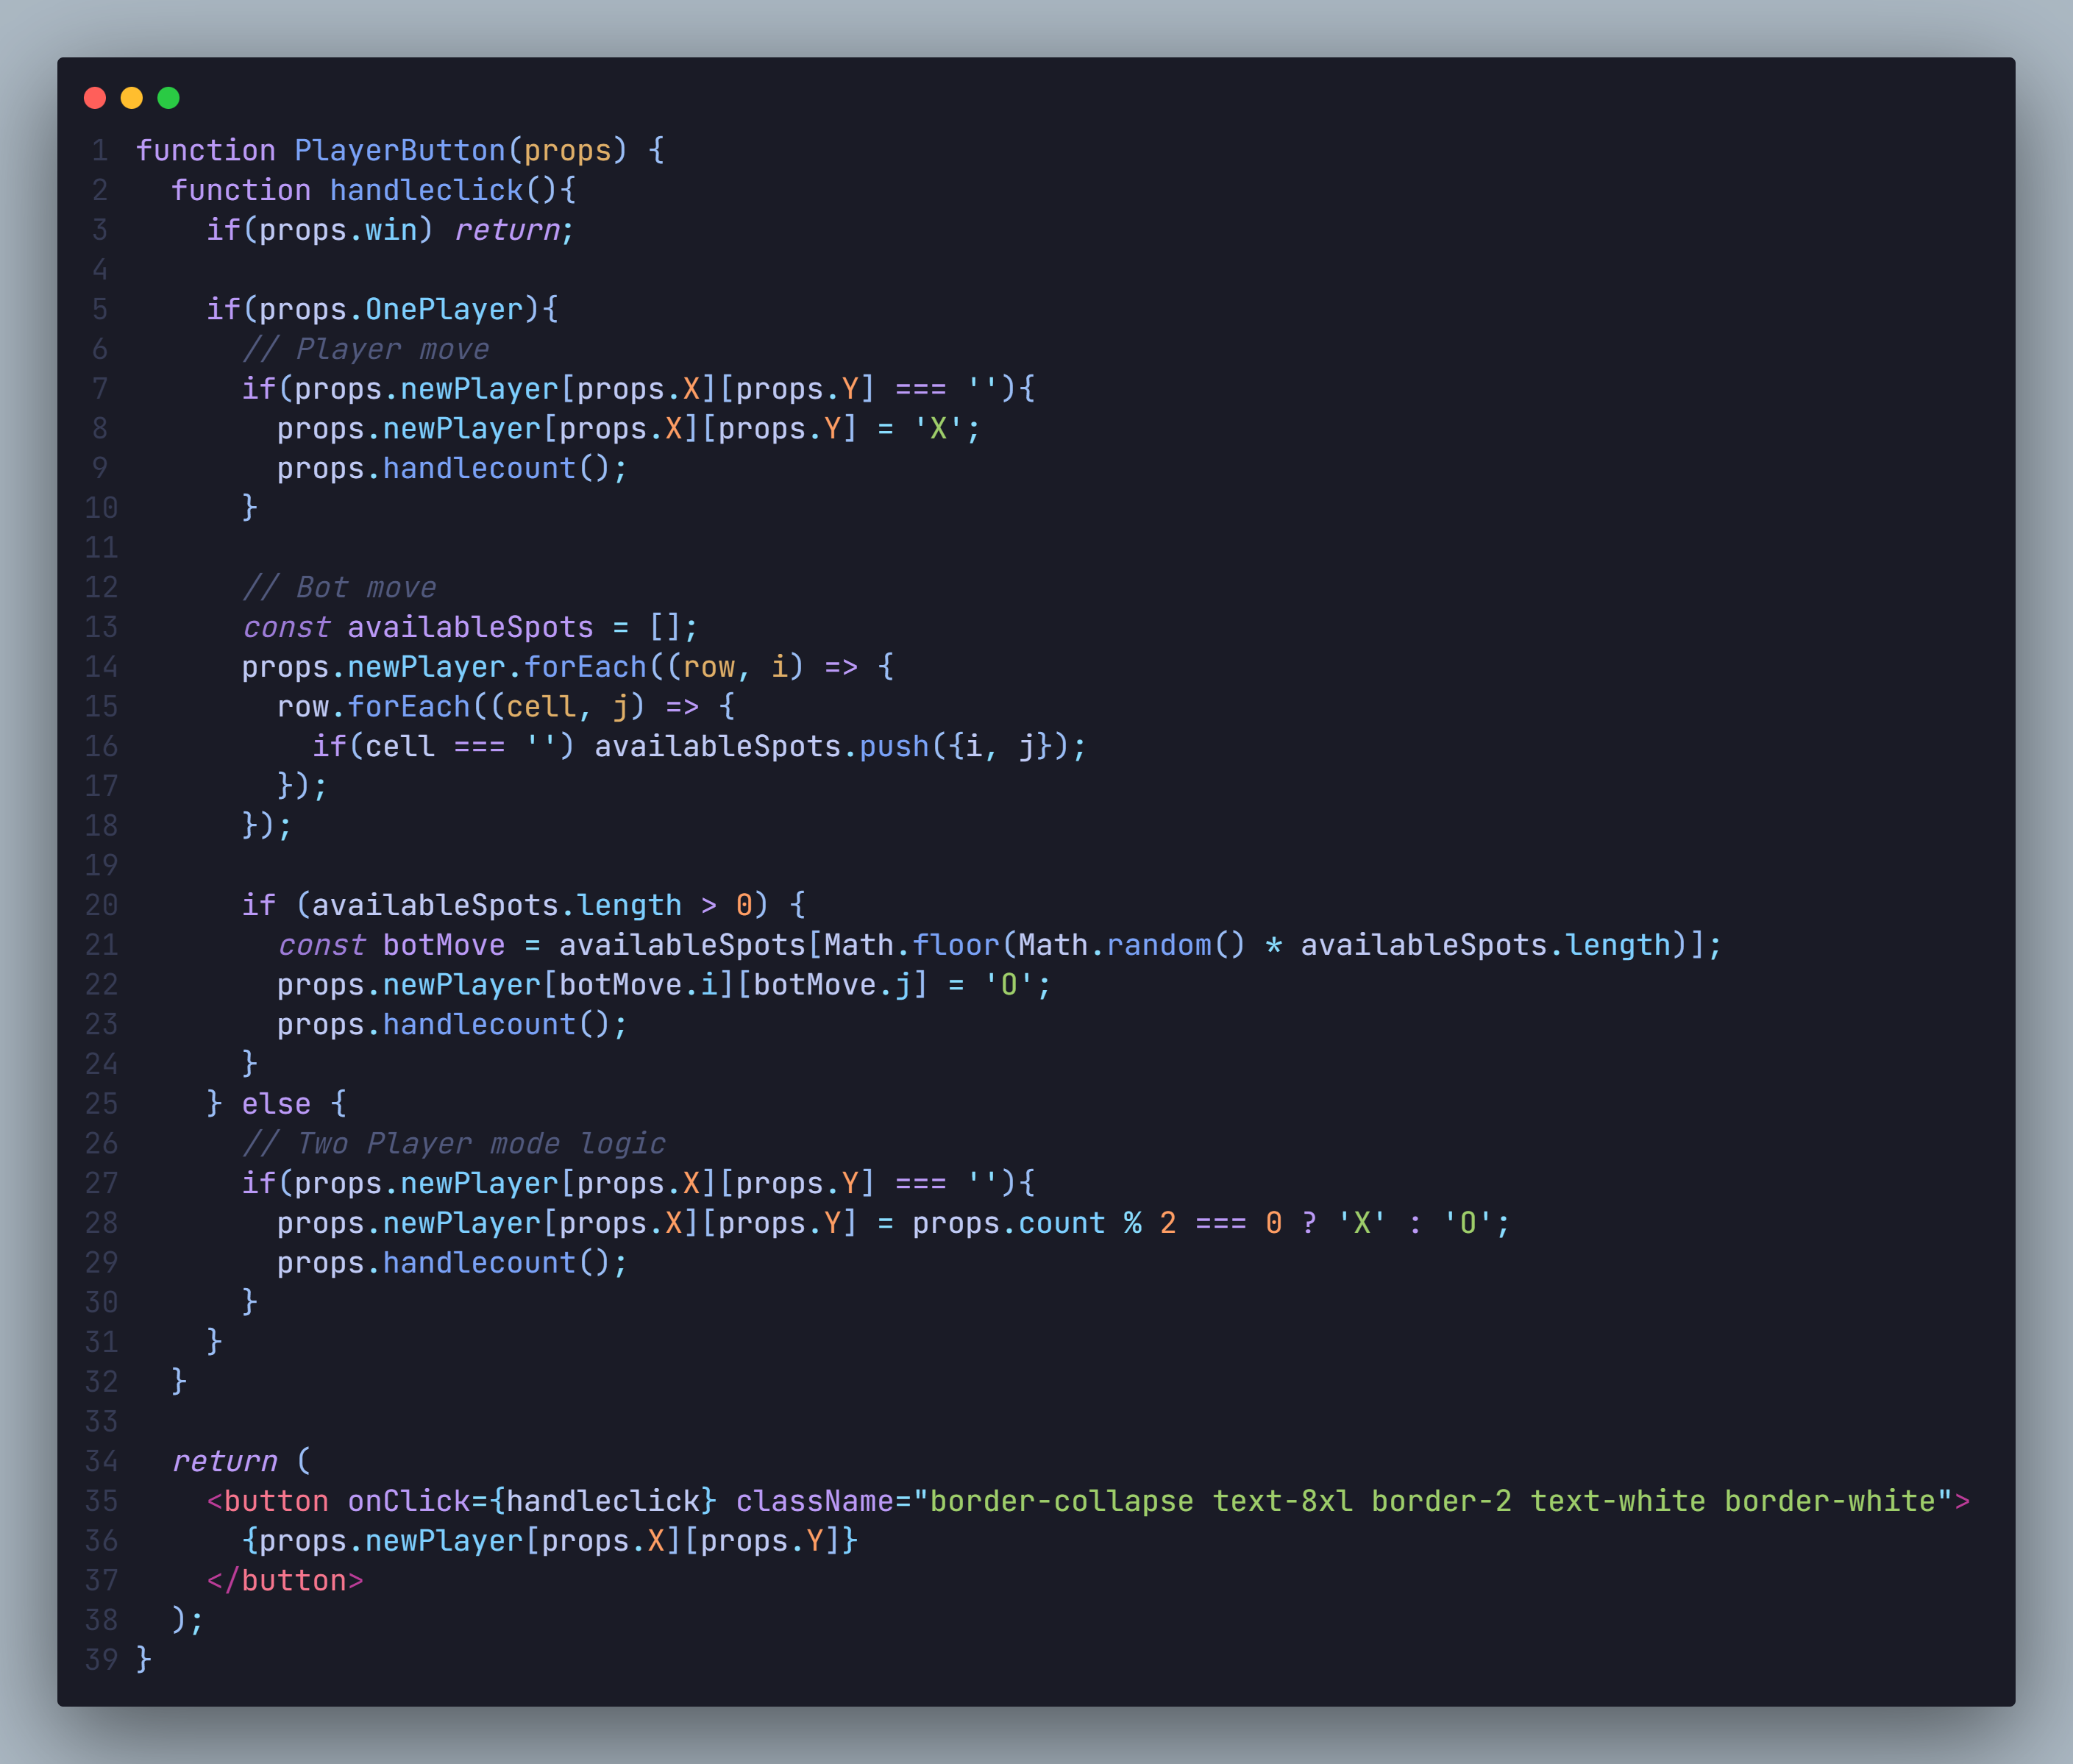 1 function PlayerButton(props) {
2   function handleclick(){
3     if(props.win) return;
4
5     if(props.OnePlayer){
6       // Player move
7       if(props.newPlayer[props.X][props.Y] === ''){
8         props.newPlayer[props.X][props.Y] = 'X';
9         props.handlecount();
10       }
11
12       // Bot move
13       const availableSpots = [];
14       props.newPlayer.forEach((row, i) => {
15         row.forEach((cell, j) => {
16           if(cell === '') availableSpots.push({i, j});
17         });
18       });
19
20       if (availableSpots.length > 0) {
21         const botMove = availableSpots[Math.floor(Math.random() * availableSpots.length)];
22         props.newPlayer[botMove.i][botMove.j] = 'O';
23         props.handlecount();
24       }
25     } else {
26       // Two Player mode logic
27       if(props.newPlayer[props.X][props.Y] === ''){
28         props.newPlayer[props.X][props.Y] = props.count % 2 === 0 ? 'X' : 'O';
29         props.handlecount();
30       }
31     }
32   }
33
34   return (
35     <button onClick={handleclick} className="border-collapse text-8xl border-2 text-white border-white">
36       {props.newPlayer[props.X][props.Y]}
37     </button>
38   );
39 }